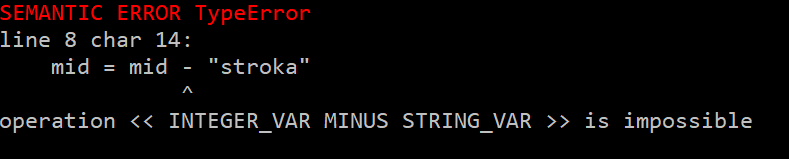 SEMANTIC ERROR TypeError
line 8 char 14:
    mid = mid - "stroka"
              ^
operation << INTEGER_VAR MINUS STRING_VAR >> is impossible